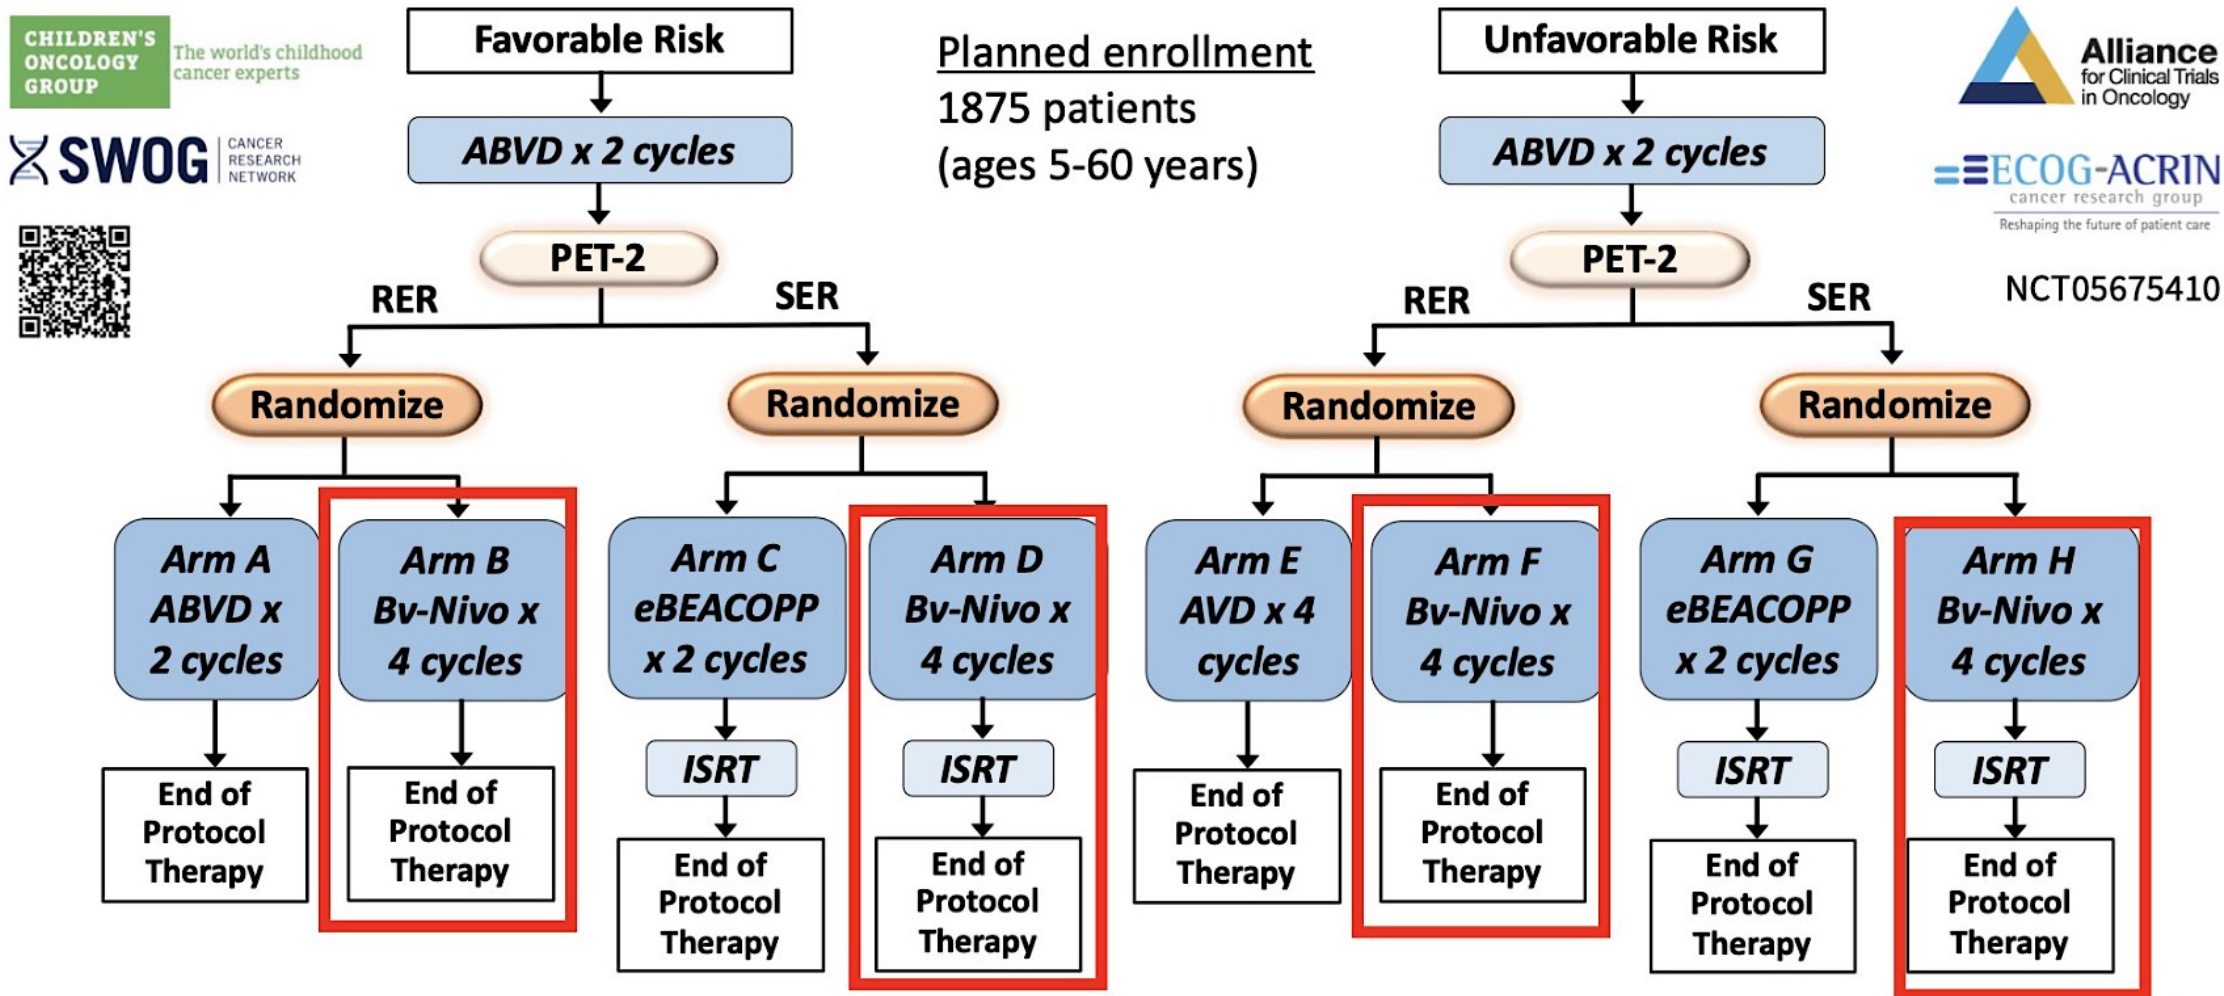 CHILDREN'S
ONCOLOGY
GROUP
The world's childhood
cancer experts
SWOG
CANCER
RESEARCH
NETWORK
Favorable Risk
ABVD x 2 cycles
PET-2
RER
SER
Planned enrollment
1875 patients
(ages 5-60 years)
Unfavorable Risk
ABVD x 2 cycles
PET-2
RER
SER
Alliance
for Clinical Trials
in Oncology
ECOG-ACRIN
cancer research group
Reshaping the future of patient care
NCT05675410
Randomize
Randomize
Randomize
Randomize
Arm A
ABVD x
2 cycles
End of
Protocol
Therapy
Arm B
Bv-Nivo x
4 cycles
End of
Protocol
Therapy
Arm C
eBEACOPP
x 2 cycles
ISRT
End of
Protocol
Therapy
Arm D
Bv-Nivo x
4 cycles
ISRT
End of
Protocol
Therapy
Arm E
AVD x 4
cycles
End of
Protocol
Therapy
Arm F
Bv-Nivo x
4 cycles
End of
Protocol
Therapy
Arm G
eBEACOPP
x 2 cycles
ISRT
End of
Protocol
Therapy
Arm H
Bv-Nivo x
4 cycles
ISRT
End of
Protocol
Therapy